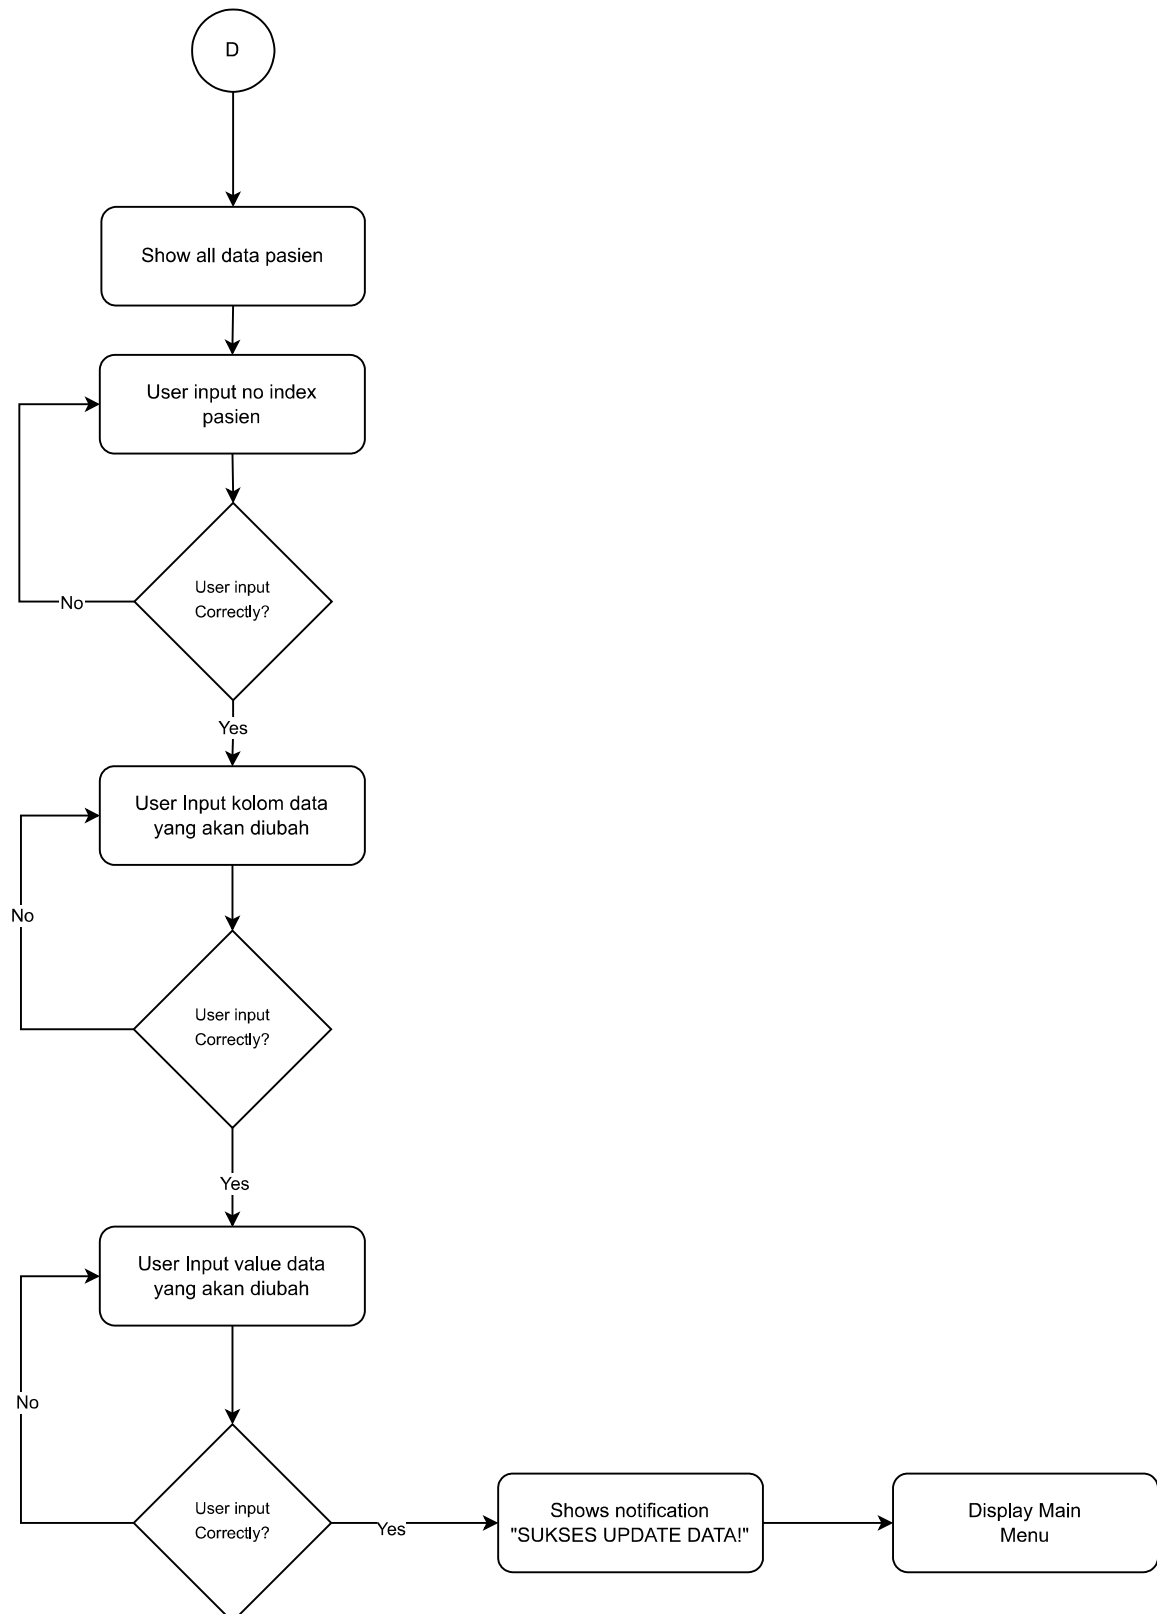 D
Show all data pasien
User input no index
pasien
User input
Correctly?
No
Yes
User Input kolom data
yang akan diubah
No
User input
Correctly?
Yes
User Input value data
yang akan diubah
No
User input
Correctly?
Yes
Shows notification
"SUKSES UPDATE DATA!"
Display Main
Menu